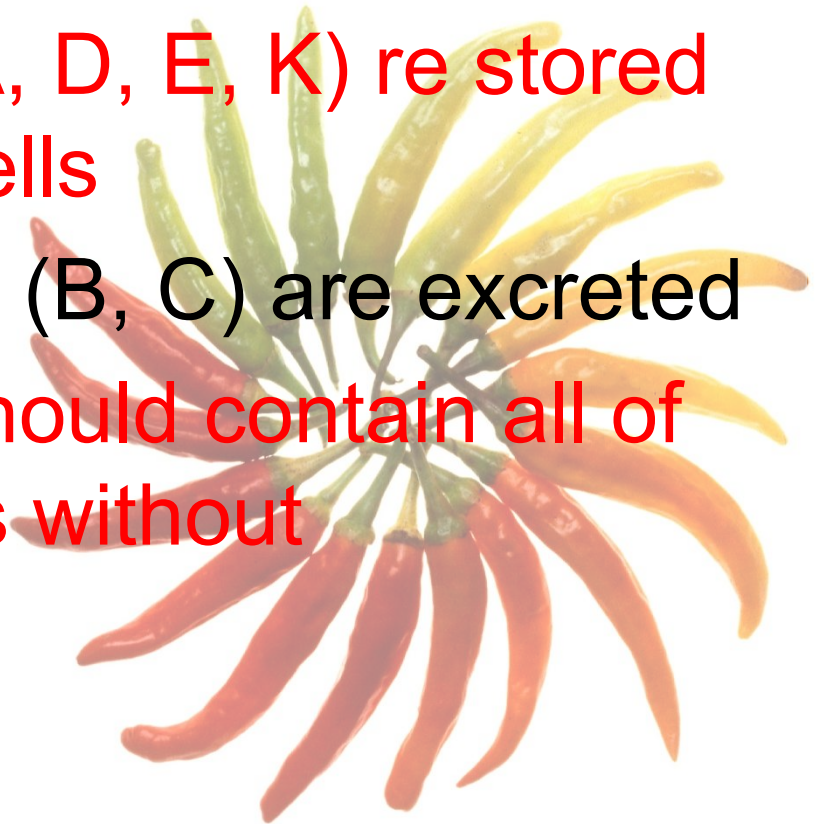 , D, E, K) re stored
ells
(B, C) are excreted
hould contain all of
s without